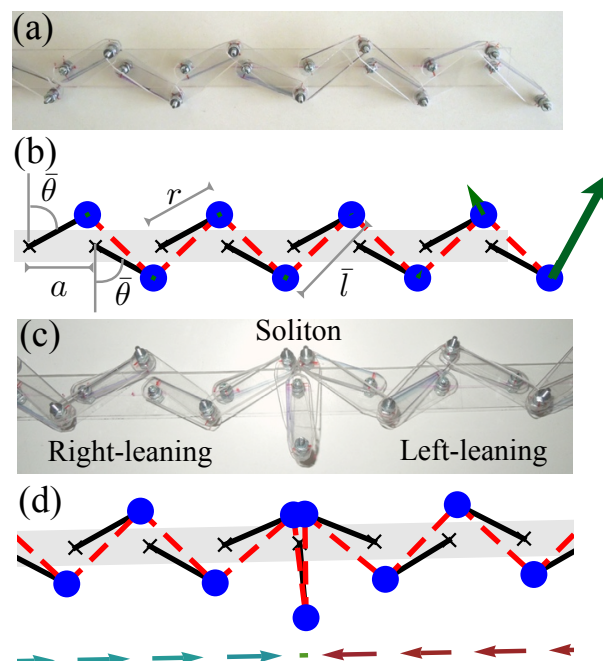 (a)
(b)
θ̄
r
a
θ̄
l̄
(c)
Soliton
Right-leaning
Left-leaning
(d)